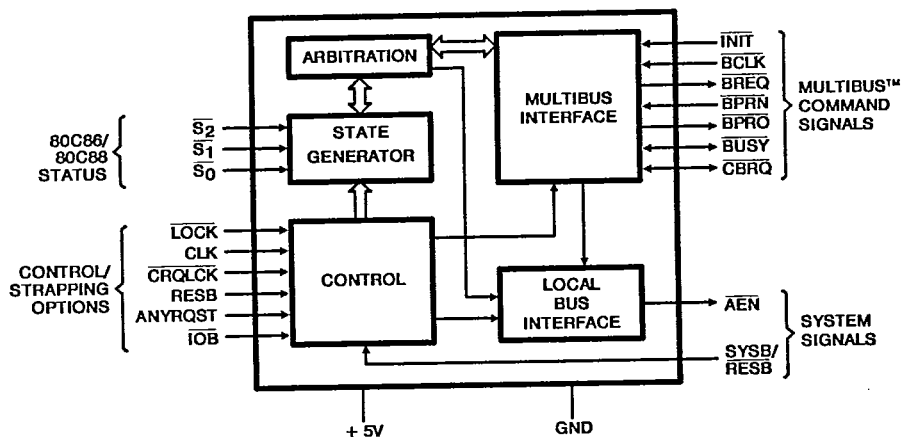 ARBITRATION
STATE
GENERATOR
CONTROL
MULTIBUS
INTERFACE
LOCAL
BUS
INTERFACE
80C86/
80C88
STATUS
S2
S1
S0
CONTROL/
STRAPPING
OPTIONS
LOCK
CLK
CRQLCK
RESB
ANYRQST
IOB
INIT
BCLK
BREQ
BPRN
BPRO
BUSY
CBRQ
MULTIBUS™
COMMAND
SIGNALS
AEN
SYSB/
RESB
SYSTEM
SIGNALS
+ 5V
GND